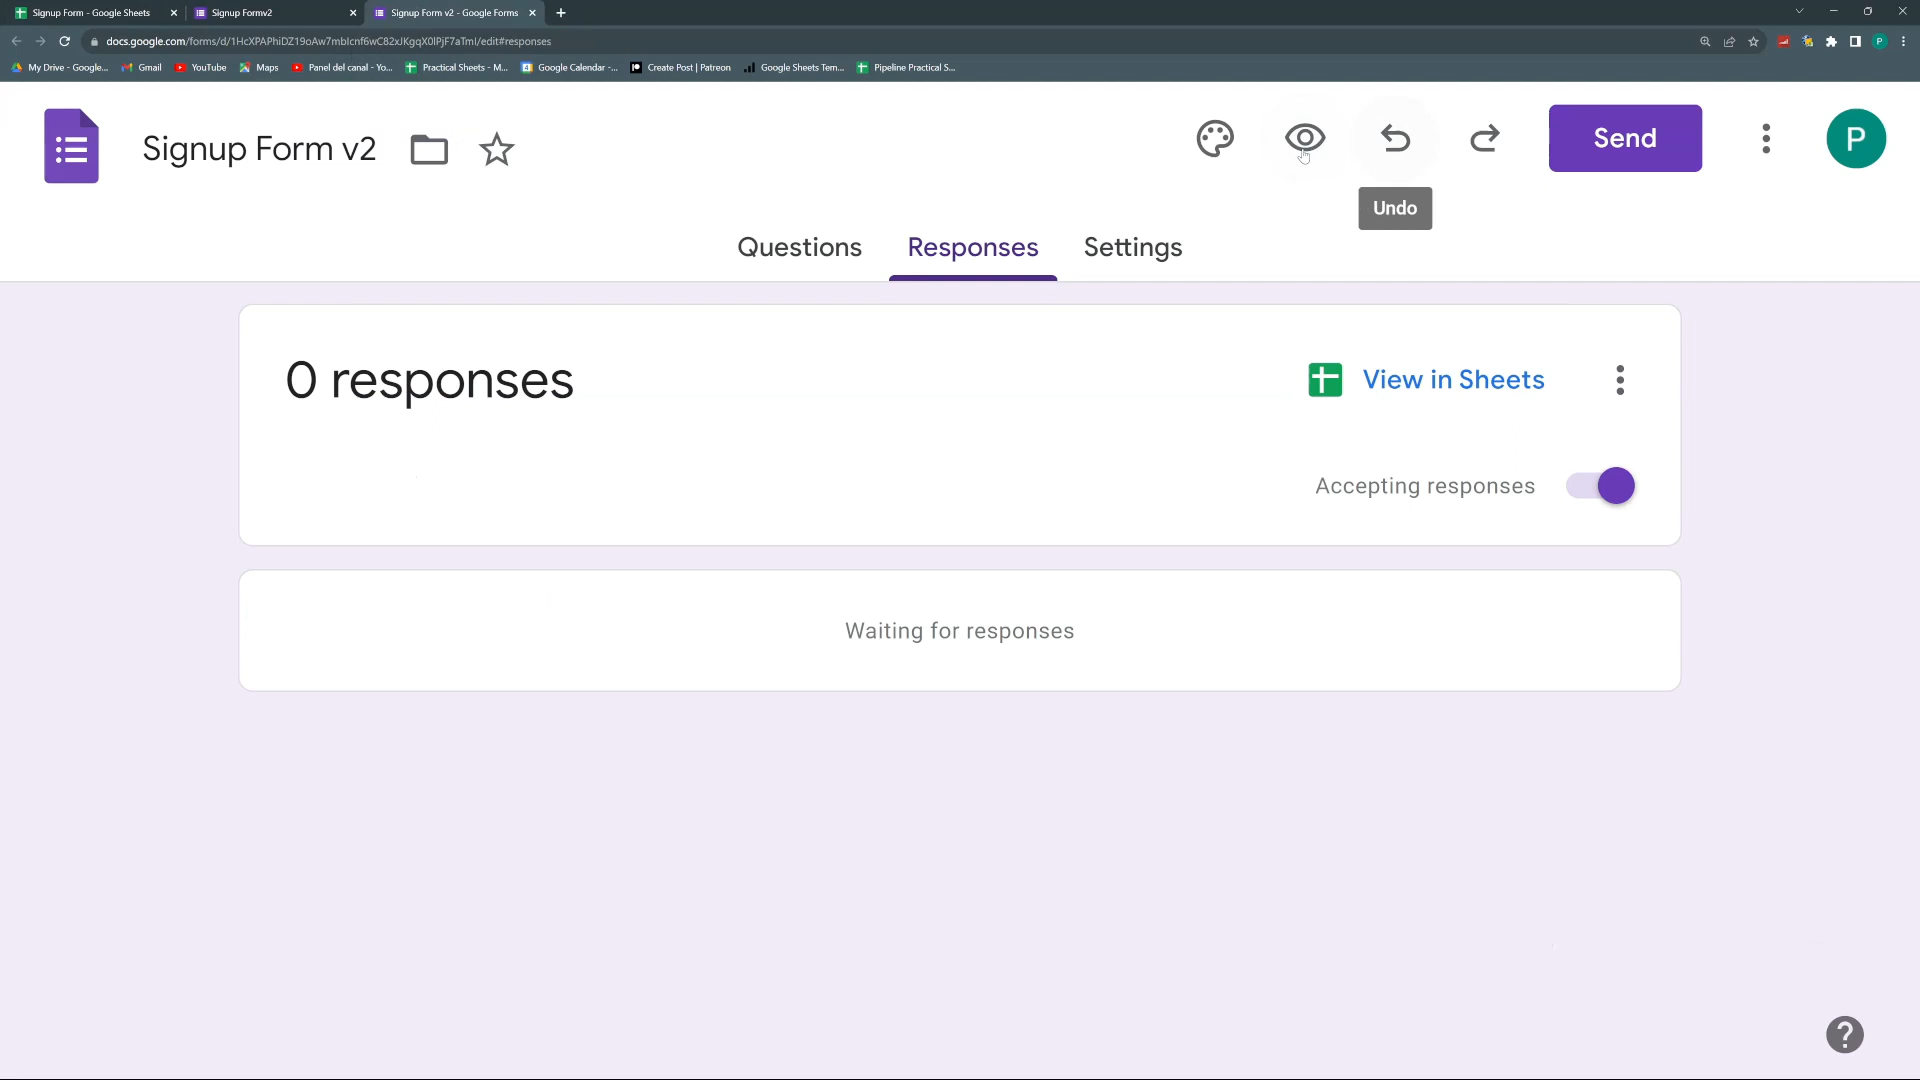 Signup Form - Google Sheets
Signup Formv2
Signup Form v2 - Google Forms
docs.google.com/forms/d/1HcXPAPhiDZ19oAw7mblcnf6wC82xJKgqX0lPjF7aTmI/edit#responses
My Drive - Google...
Gmail
YouTube
Maps
Panel del canal - Yo...
Practical Sheets - M...
Google Calendar -...
Create Post | Patreon
Google Sheets Tem...
Pipeline Practical S...
Signup Form v2
Send
P
Undo
Questions
Responses
Settings
0 responses
View in Sheets
Accepting responses
Waiting for responses